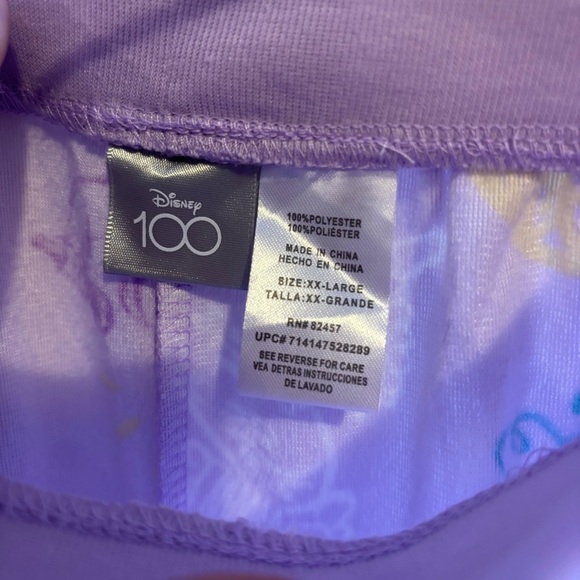 Disney
100
100%POLYESTER
100%POLIÉSTER
MADE IN CHINA
HECHO EN CHINA
SIZE:XX-LARGE
TALLA:XX-GRANDE
RN# 82457
UPC# 714147528289
SEE REVERSE FOR CARE
VEA DETRAS INSTRUCCIONES
DE LAVADO